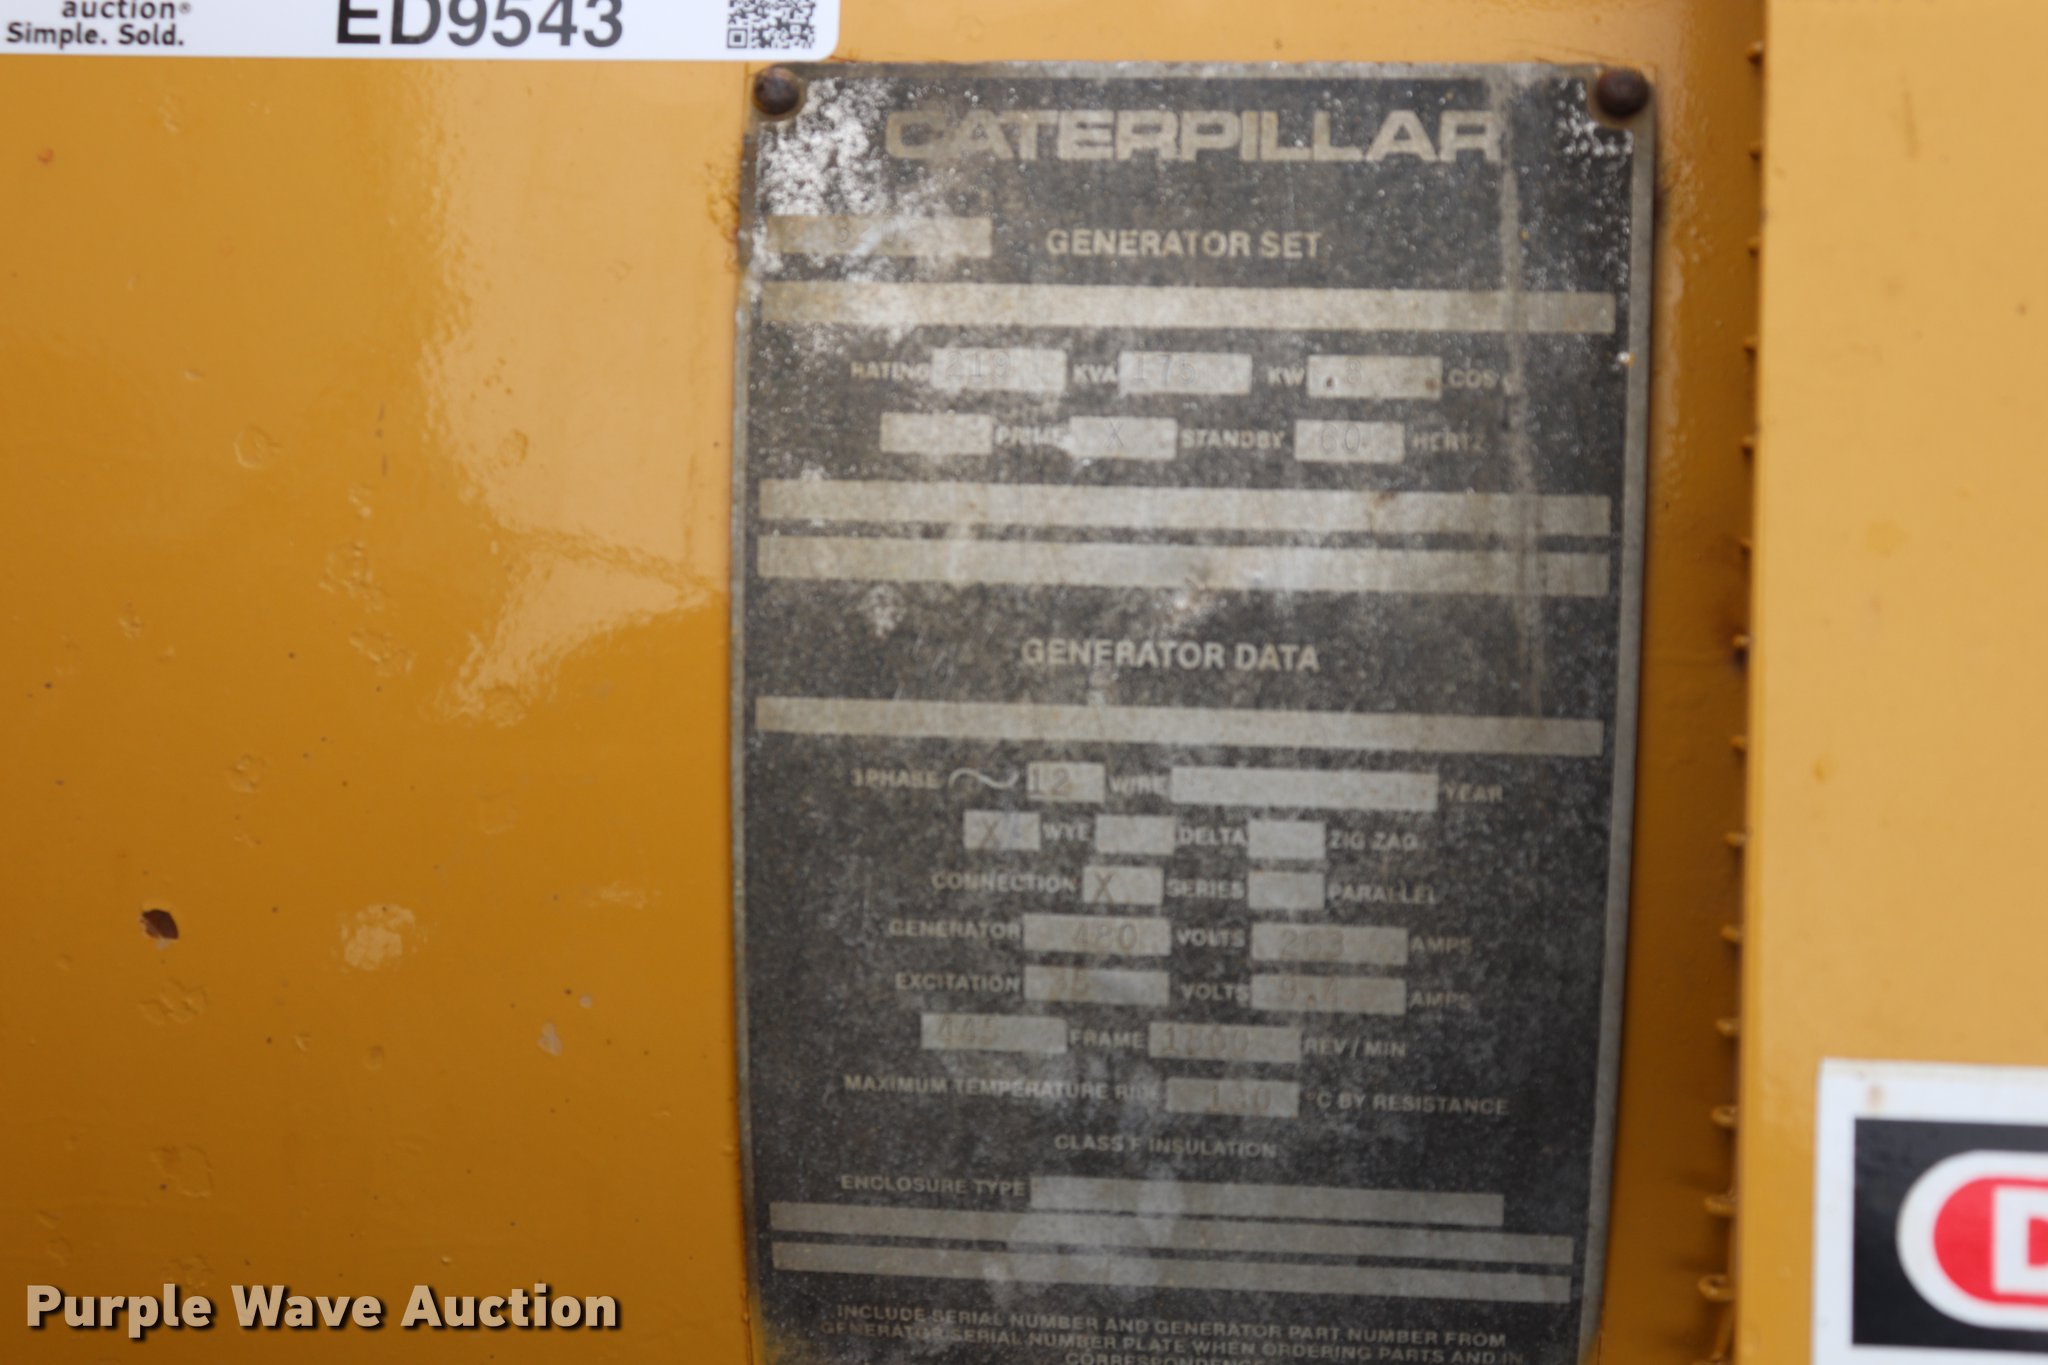 auction®
Simple. Sold.
ED9543
CATERPILLAR
GENERATOR SET
RATING 219 KVA 175 KW .8 COS
PRIME X STANDBY 60 HERTZ
GENERATOR DATA
3 PHASE 12 WIRE YEAR
X WYE DELTA ZIG ZAG
CONNECTION X SERIES PARALLEL
GENERATOR 480 VOLTS 263 AMPS
EXCITATION VOLTS AMPS
FRAME 1800 REV/MIN
MAXIMUM TEMPERATURE RISE °C BY RESISTANCE
CLASS F INSULATION
ENCLOSURE TYPE
INCLUDE SERIAL NUMBER AND GENERATOR PART NUMBER FROM
GENERATOR SERIAL NUMBER PLATE WHEN ORDERING PARTS AND IN
CORRESPONDENCE
D
Purple Wave Auction